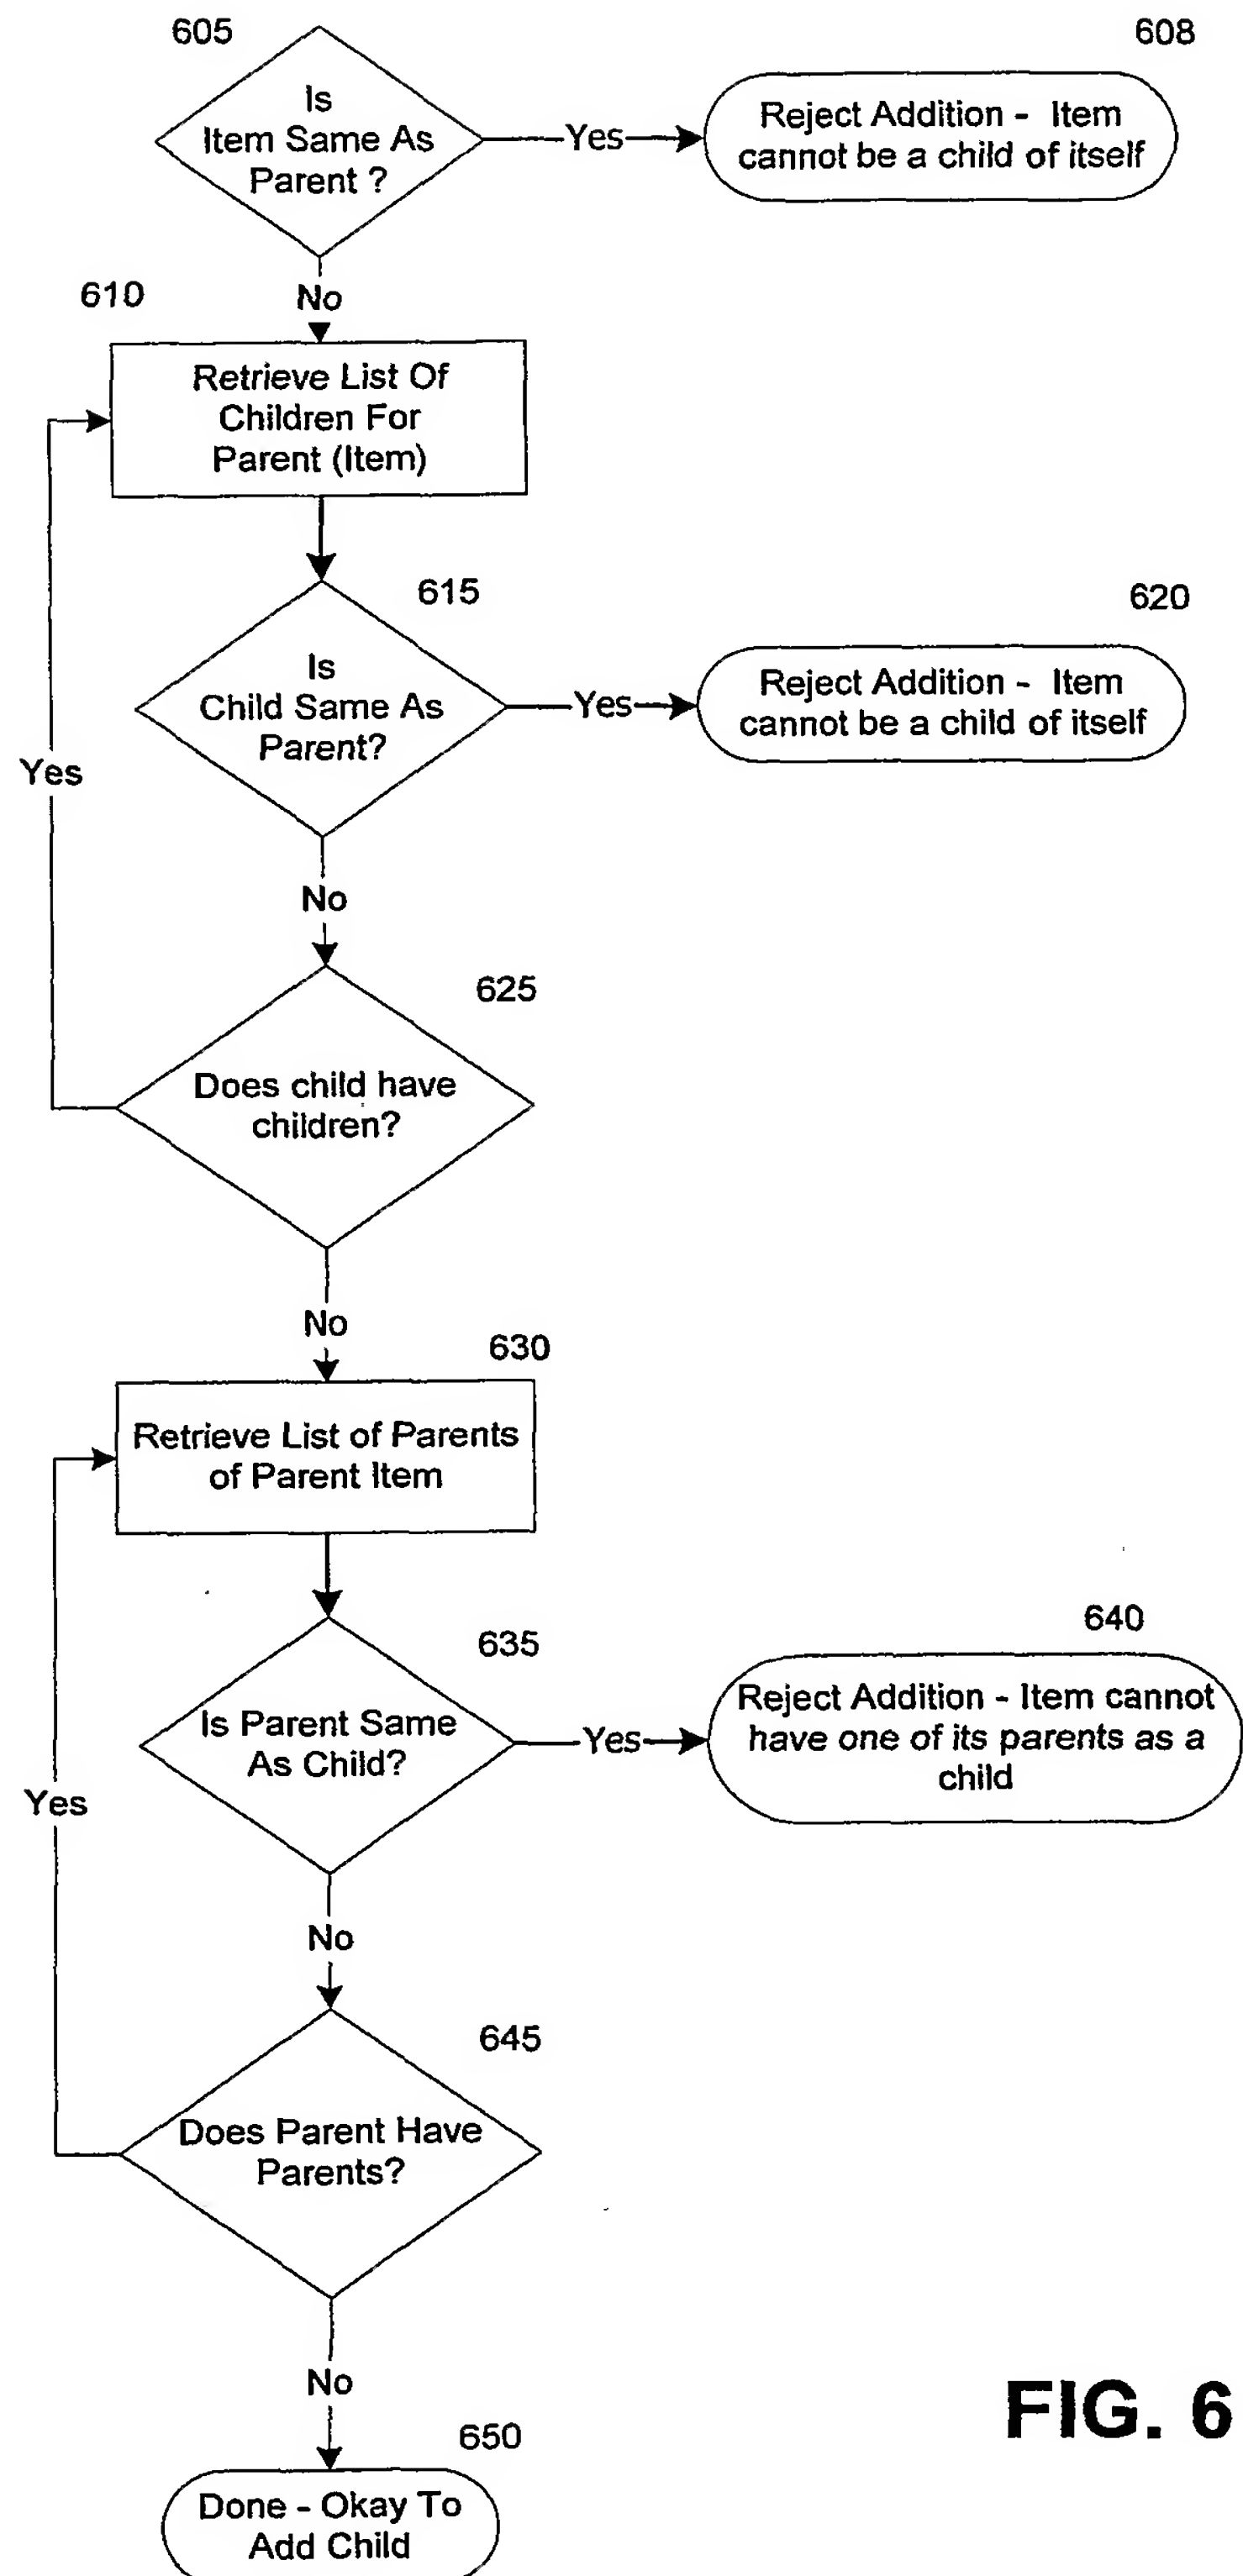 605
608
Is
Item Same As
Parent ?
Yes
Reject Addition - Item
cannot be a child of itself
No
610
Retrieve List Of
Children For
Parent (Item)
615
620
Is
Child Same As
Parent?
Yes
Reject Addition - Item
cannot be a child of itself
Yes
No
625
Does child have
children?
No
630
Retrieve List of Parents
of Parent Item
635
640
Is Parent Same
As Child?
Yes
Reject Addition - Item cannot
have one of its parents as a
child
Yes
No
645
Does Parent Have
Parents?
No
650
Done - Okay To
Add Child
FIG. 6